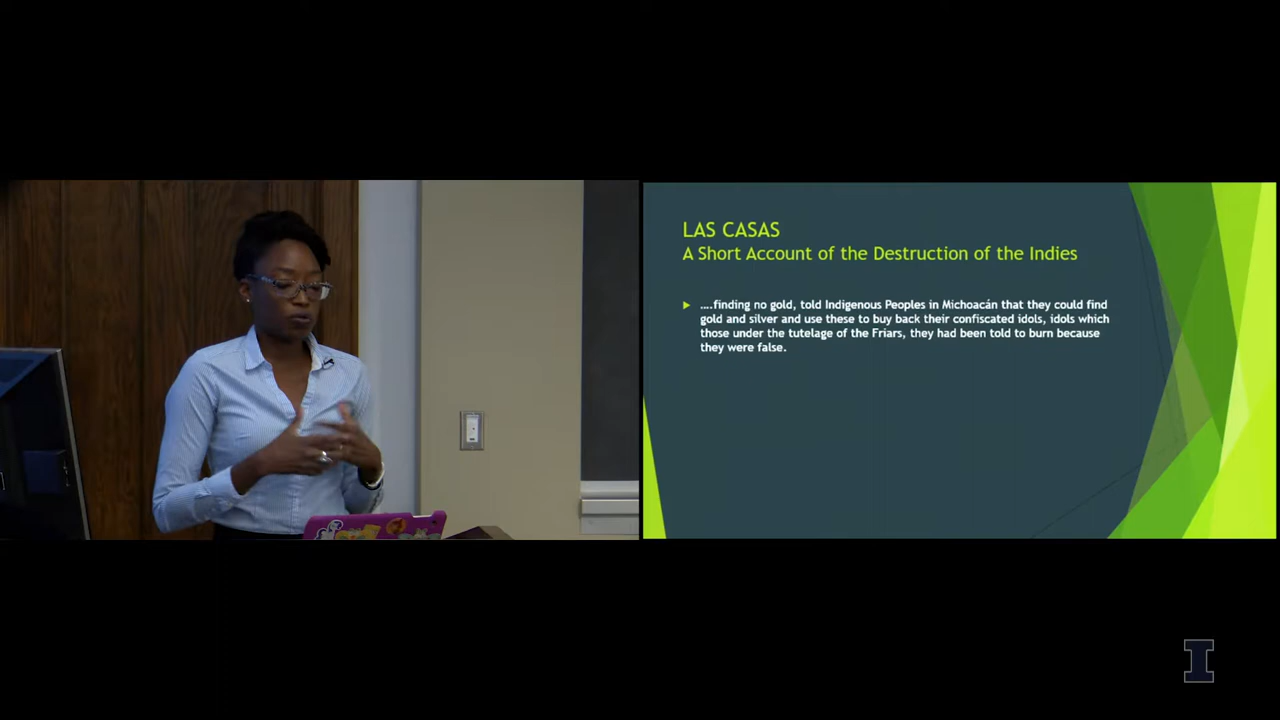 LAS CASAS
A Short Account of the Destruction of the Indies
....finding no gold, told Indigenous Peoples in Michoacán that they could find
gold and silver and use these to buy back their confiscated idols, idols which
those under the tutelage of the Friars, they had been told to burn because
they were false.
I